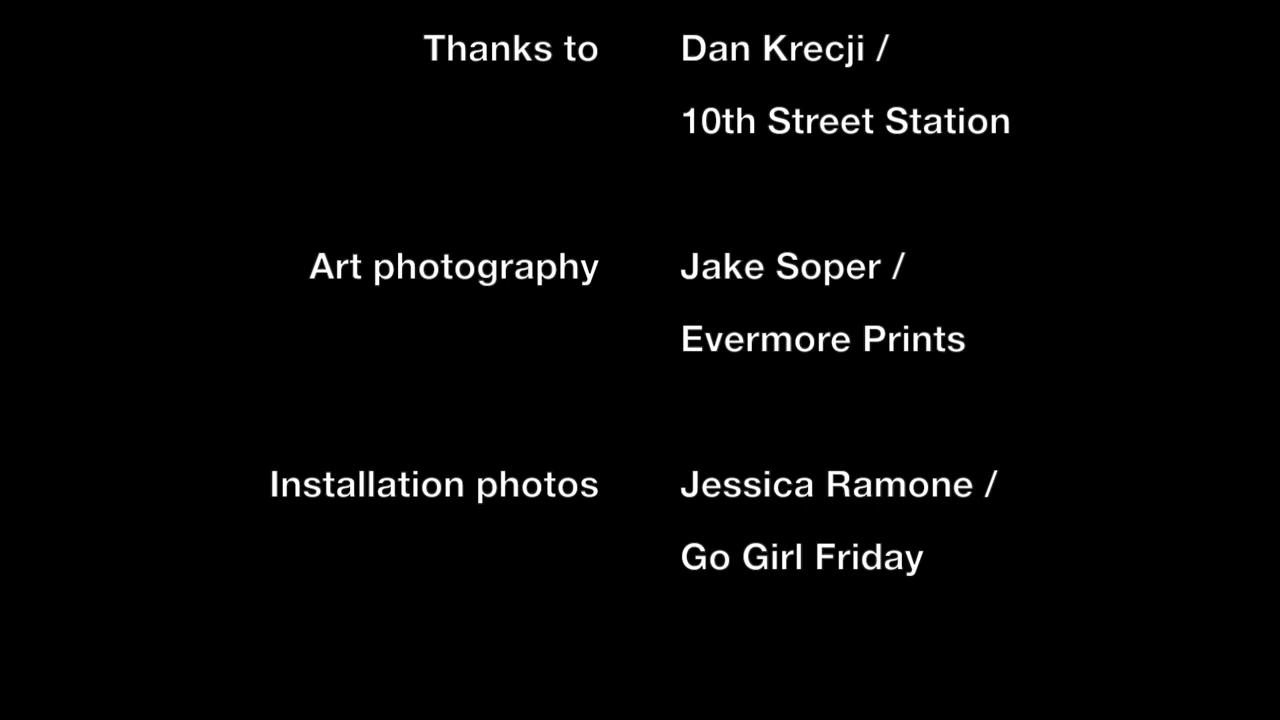 Thanks to Dan Krecji /
10th Street Station
Art photography Jake Soper /
Evermore Prints
Installation photos Jessica Ramone /
Go Girl Friday